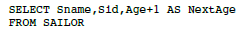 SELECT Sname,Sid,Age+1 AS NextAge
FROM SAILOR